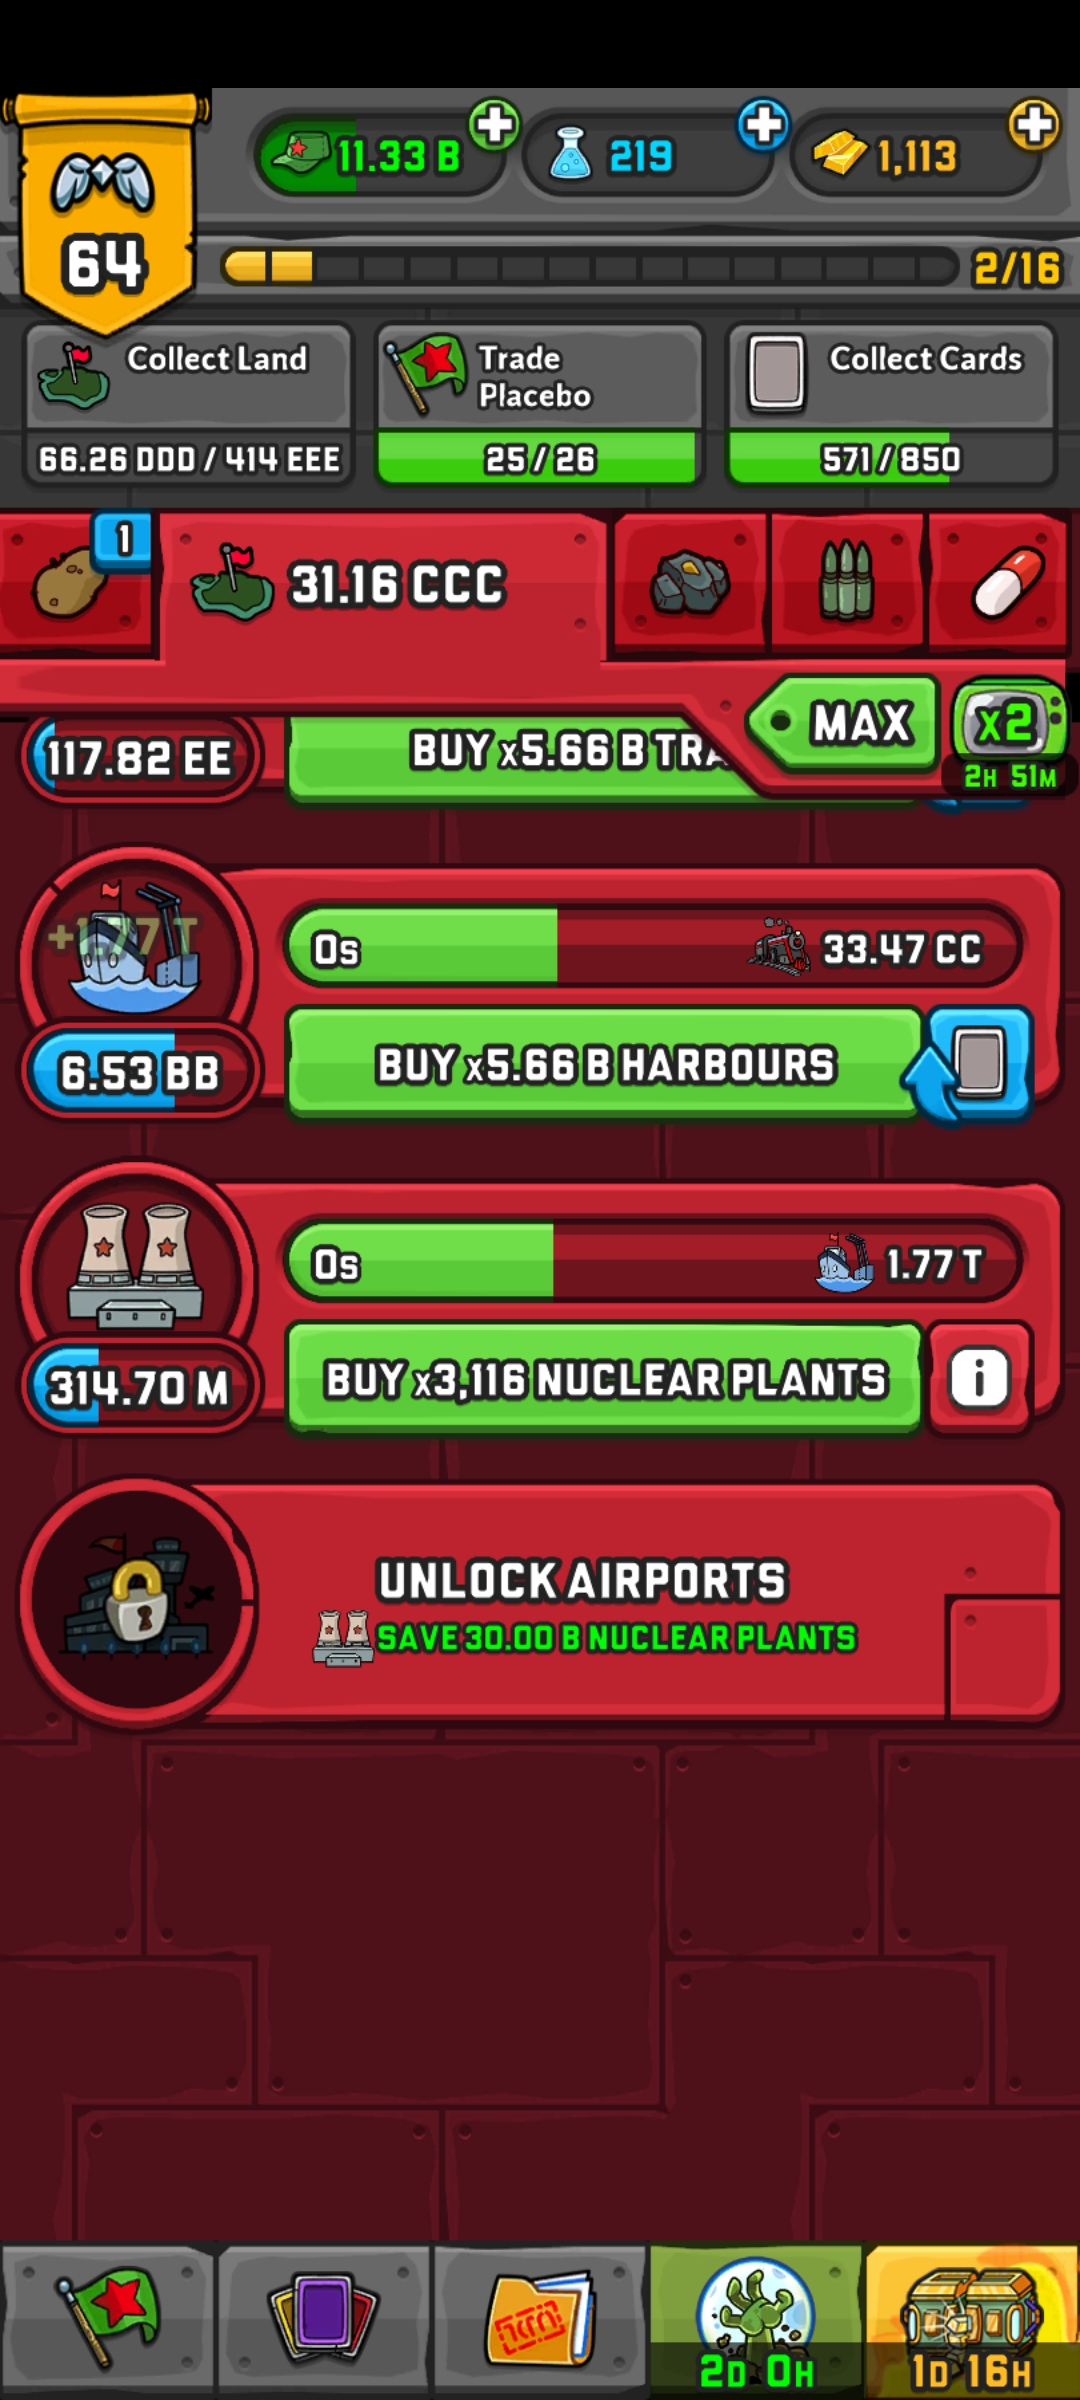 11.33 B
219
1,113
64
2/16
Collect Land
Trade
Placebo
Collect Cards
66.26 DDD / 414 EEE
25 / 26
571 / 850
1
31.16 CCC
MAX
x2
2H 51M
117.82 EE
BUY x5.66 B TRA
+1.77 T
0s
33.47 CC
6.53 BB
BUY x5.66 B HARBOURS
0s
1.77 T
314.70 M
BUY x3,116 NUCLEAR PLANTS
i
UNLOCK AIRPORTS
SAVE 30.00 B NUCLEAR PLANTS
2D 0H
1D 16H